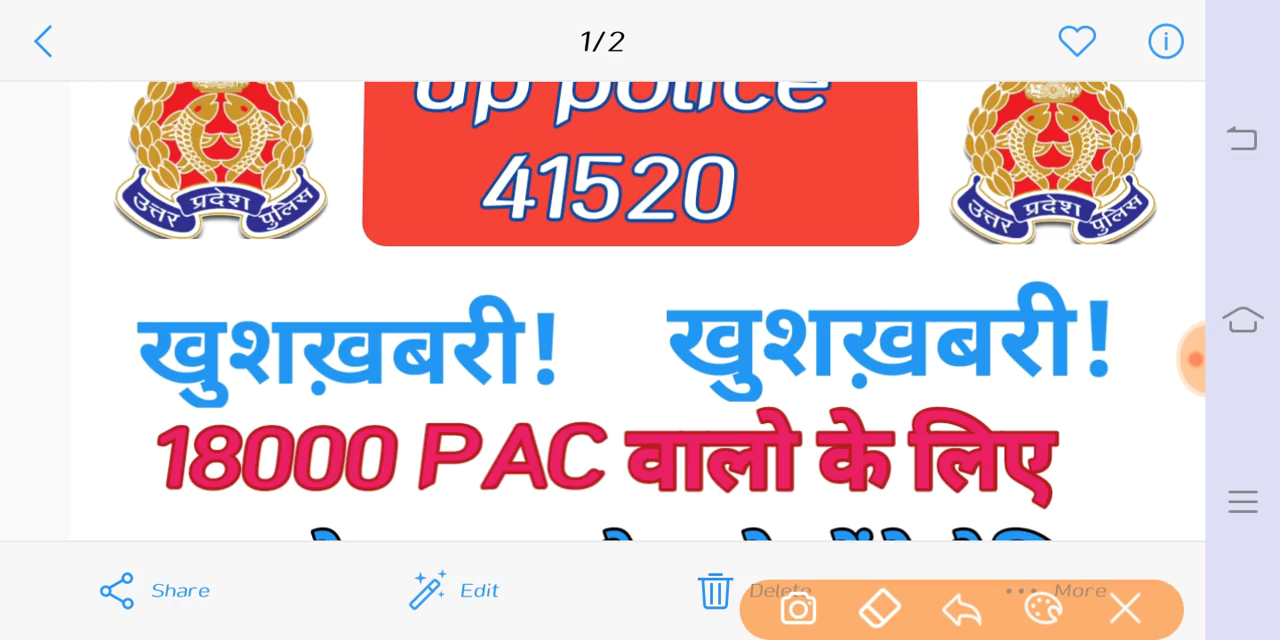 1/2
up police
41520
उत्तर प्रदेश पुलिस
उत्तर प्रदेश पुलिस
खुशख़बरी! खुशख़बरी!
18000 PAC वालो के लिए
Share Edit Delete More